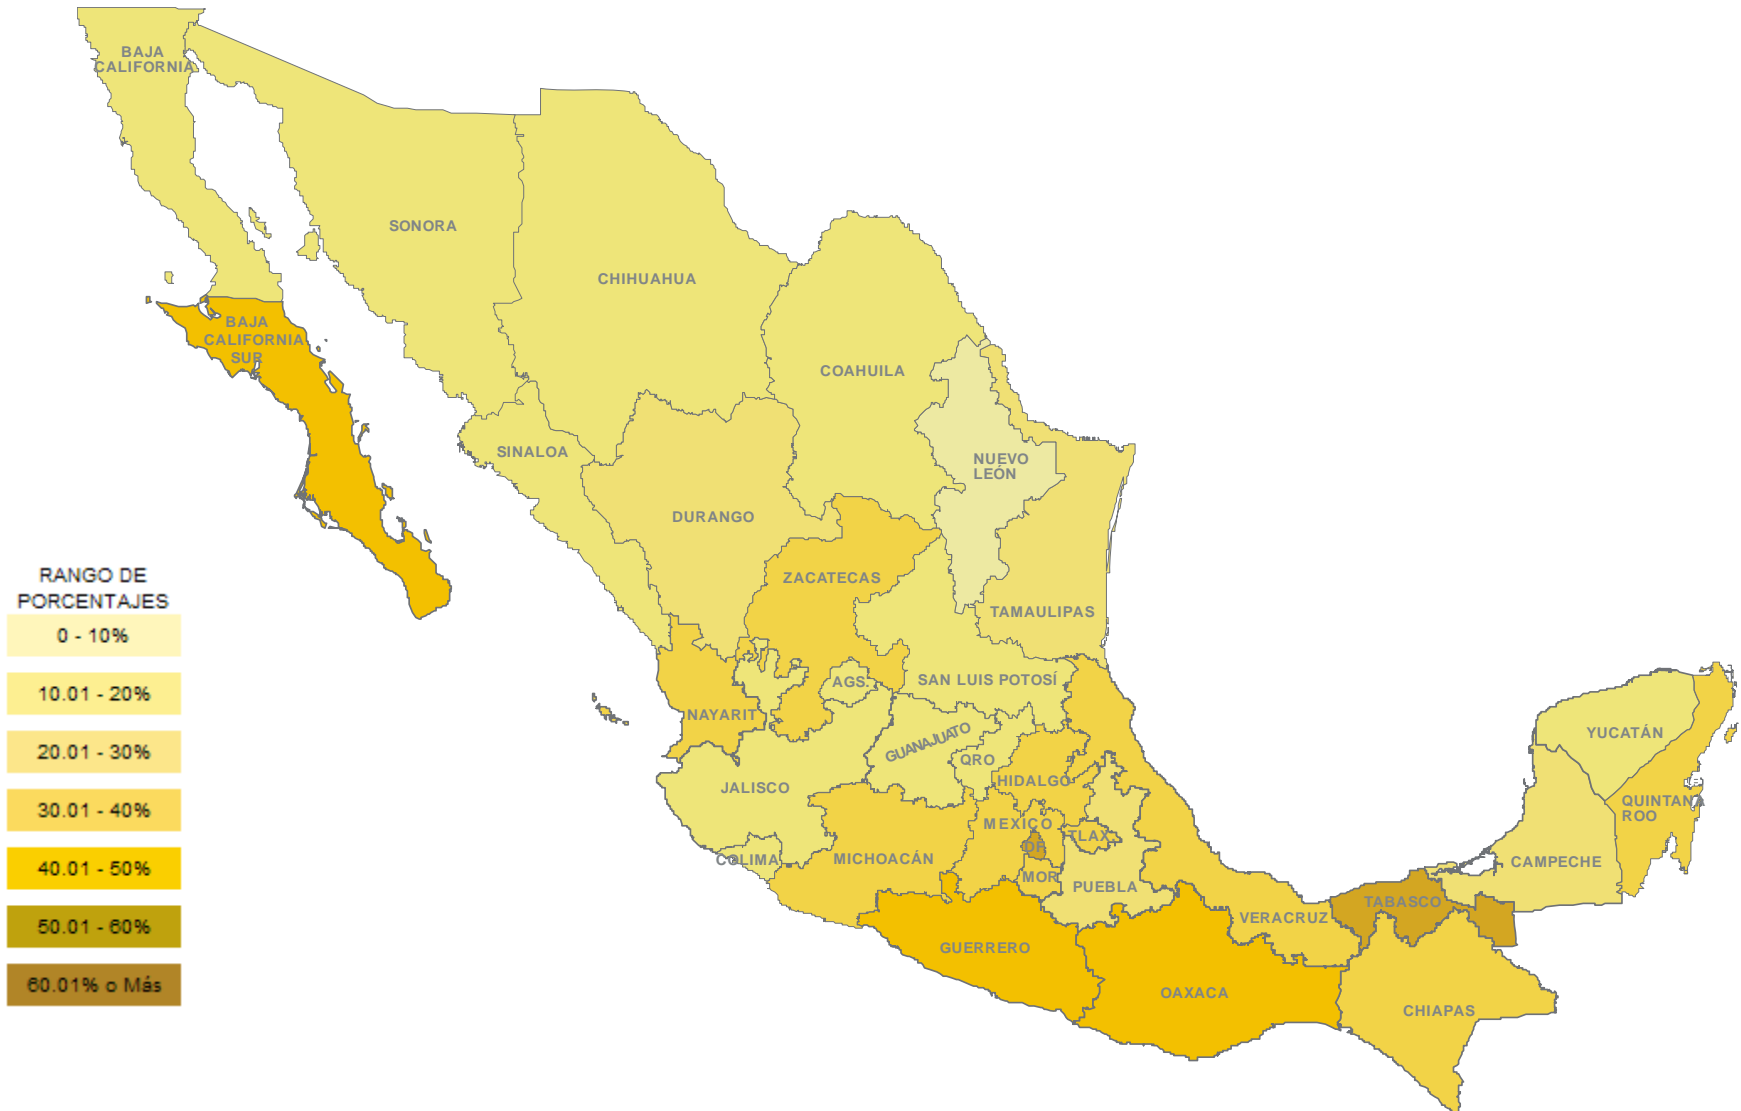 BAJA
CALIFORNIA
SONORA
CHIHUAHUA
BAJA
CALIFORNIA
SUR
COAHUILA
SINALOA
NUEVO
LEÓN
DURANGO
ZACATECAS
TAMAULIPAS
RANGO DE
PORCENTAJES
0 - 10%
10.01 - 20%
20.01 - 30%
30.01 - 40%
40.01 - 50%
50.01 - 60%
60.01% o Más
AGS.
SAN LUIS POTOSÍ
NAYARIT
GUANAJUATO
QRO
YUCATÁN
JALISCO
HIDALGO
QUINTANA
ROO
MEXICO
TLAX.
DF
COLIMA
MICHOACÁN
CAMPECHE
MOR
PUEBLA
TABASCO
VERACRUZ
GUERRERO
OAXACA
CHIAPAS